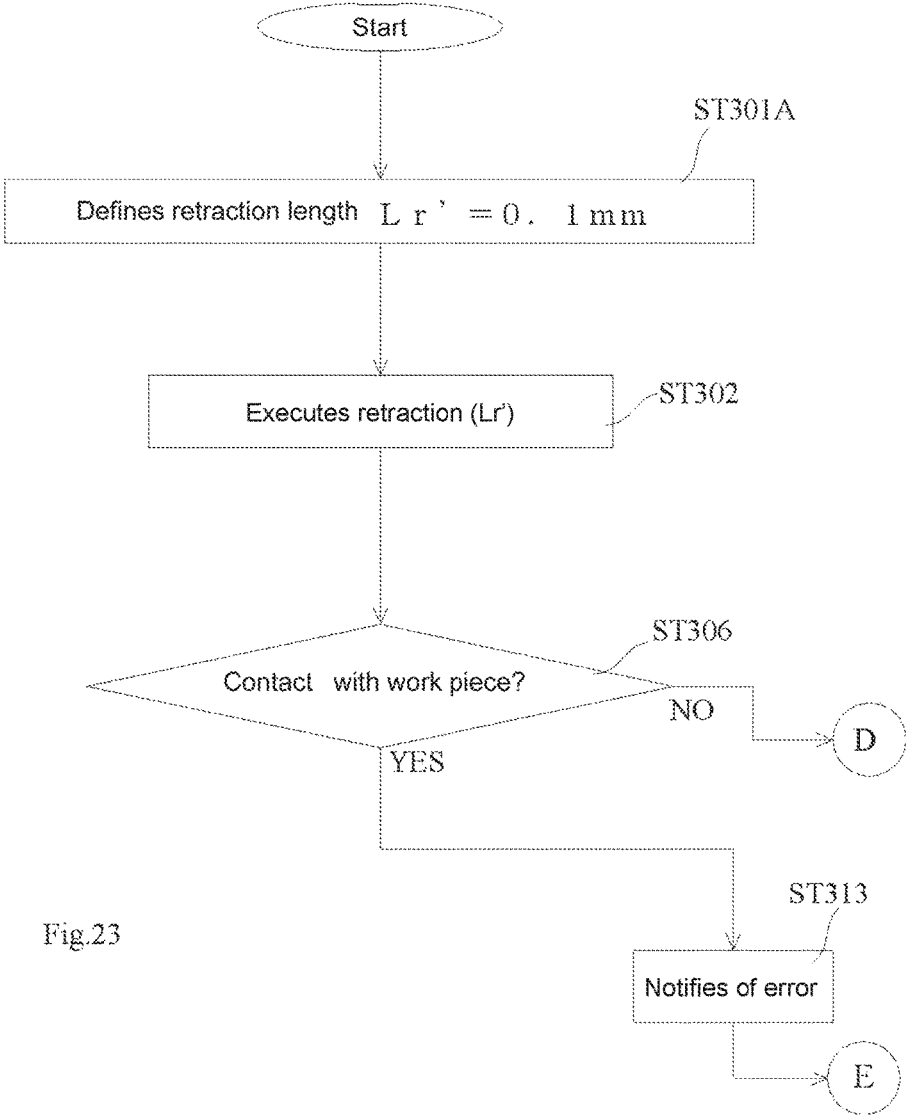 Start
ST301A
Defines retraction length Lr'=0. 1mm
Executes retraction (Lr')
ST302
ST306
Contact with work piece?
NO
D
YES
ST313
Fig.23
Notifies of error
E